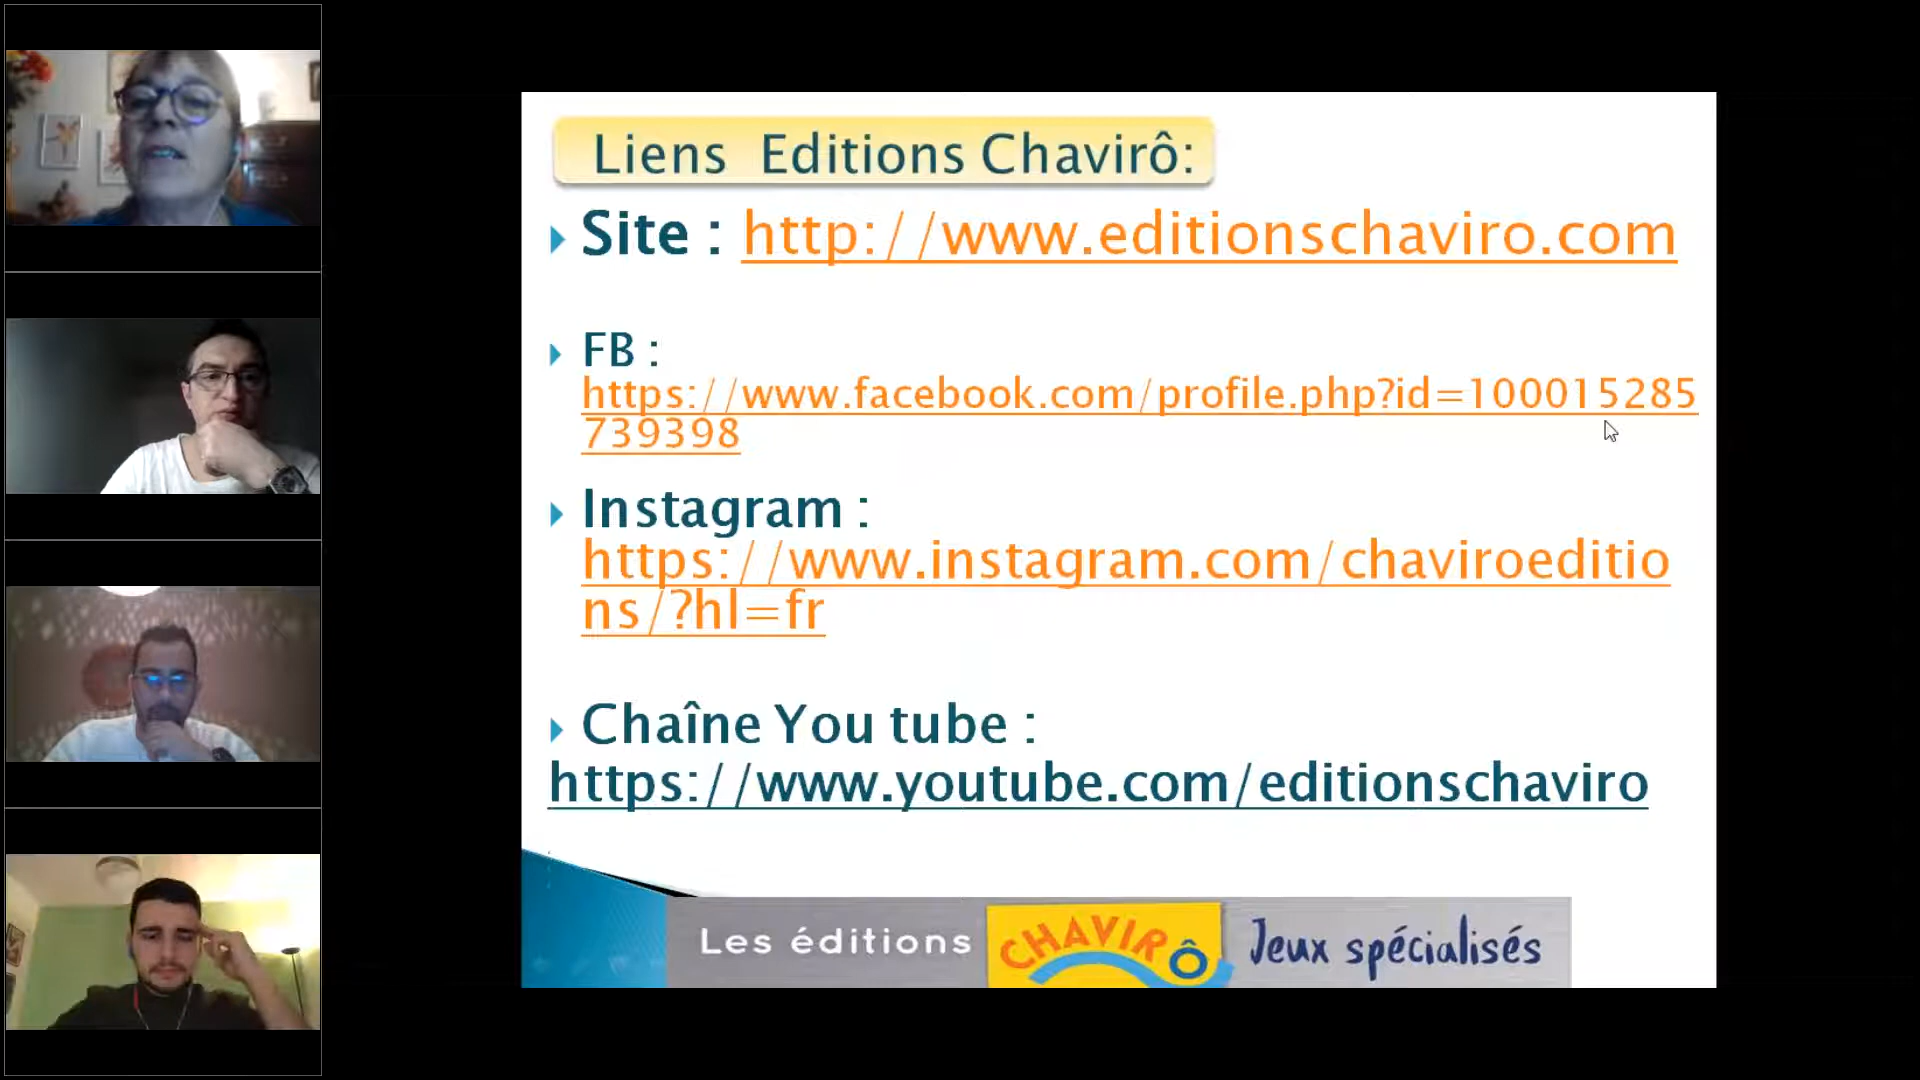 Liens Editions Chavirô:
Site : http://www.editionschaviro.com
FB :
https://www.facebook.com/profile.php?id=100015285
739398
Instagram :
https://www.instagram.com/chaviroeditio
ns/?hl=fr
Chaîne You tube :
https://www.youtube.com/editionschaviro
Les éditions CHAVIRÔ Jeux spécialisés